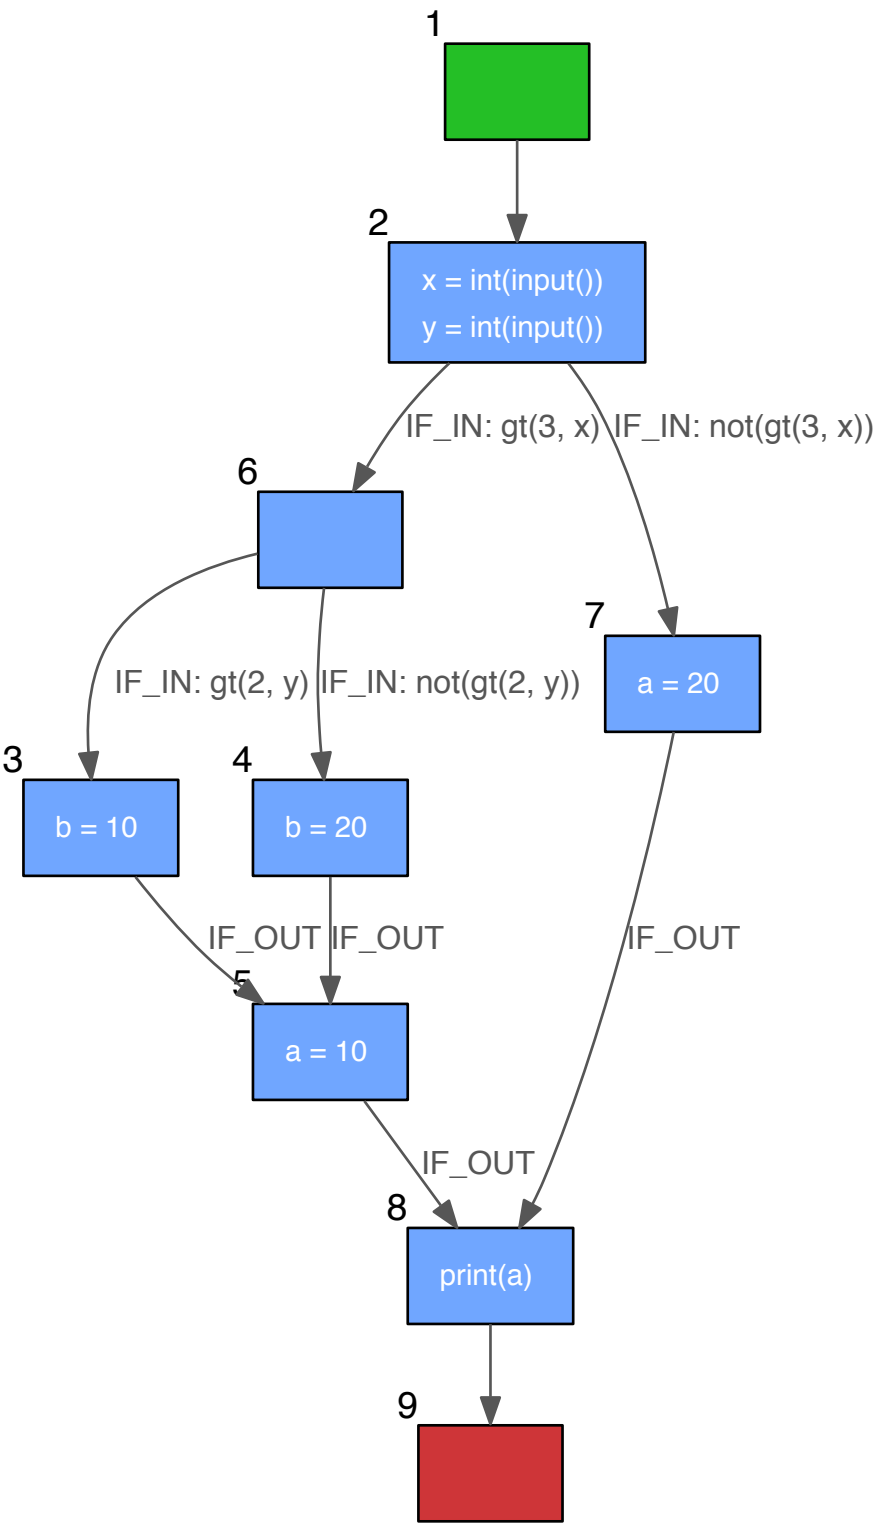 1
2
x = int(input())
y = int(input())
IF_IN: gt(3, x)
IF_IN: not(gt(3, x))
6
7
a = 20
IF_IN: gt(2, y)
IF_IN: not(gt(2, y))
3
b = 10
4
b = 20
IF_OUT
IF_OUT
IF_OUT
5
a = 10
IF_OUT
8
print(a)
9